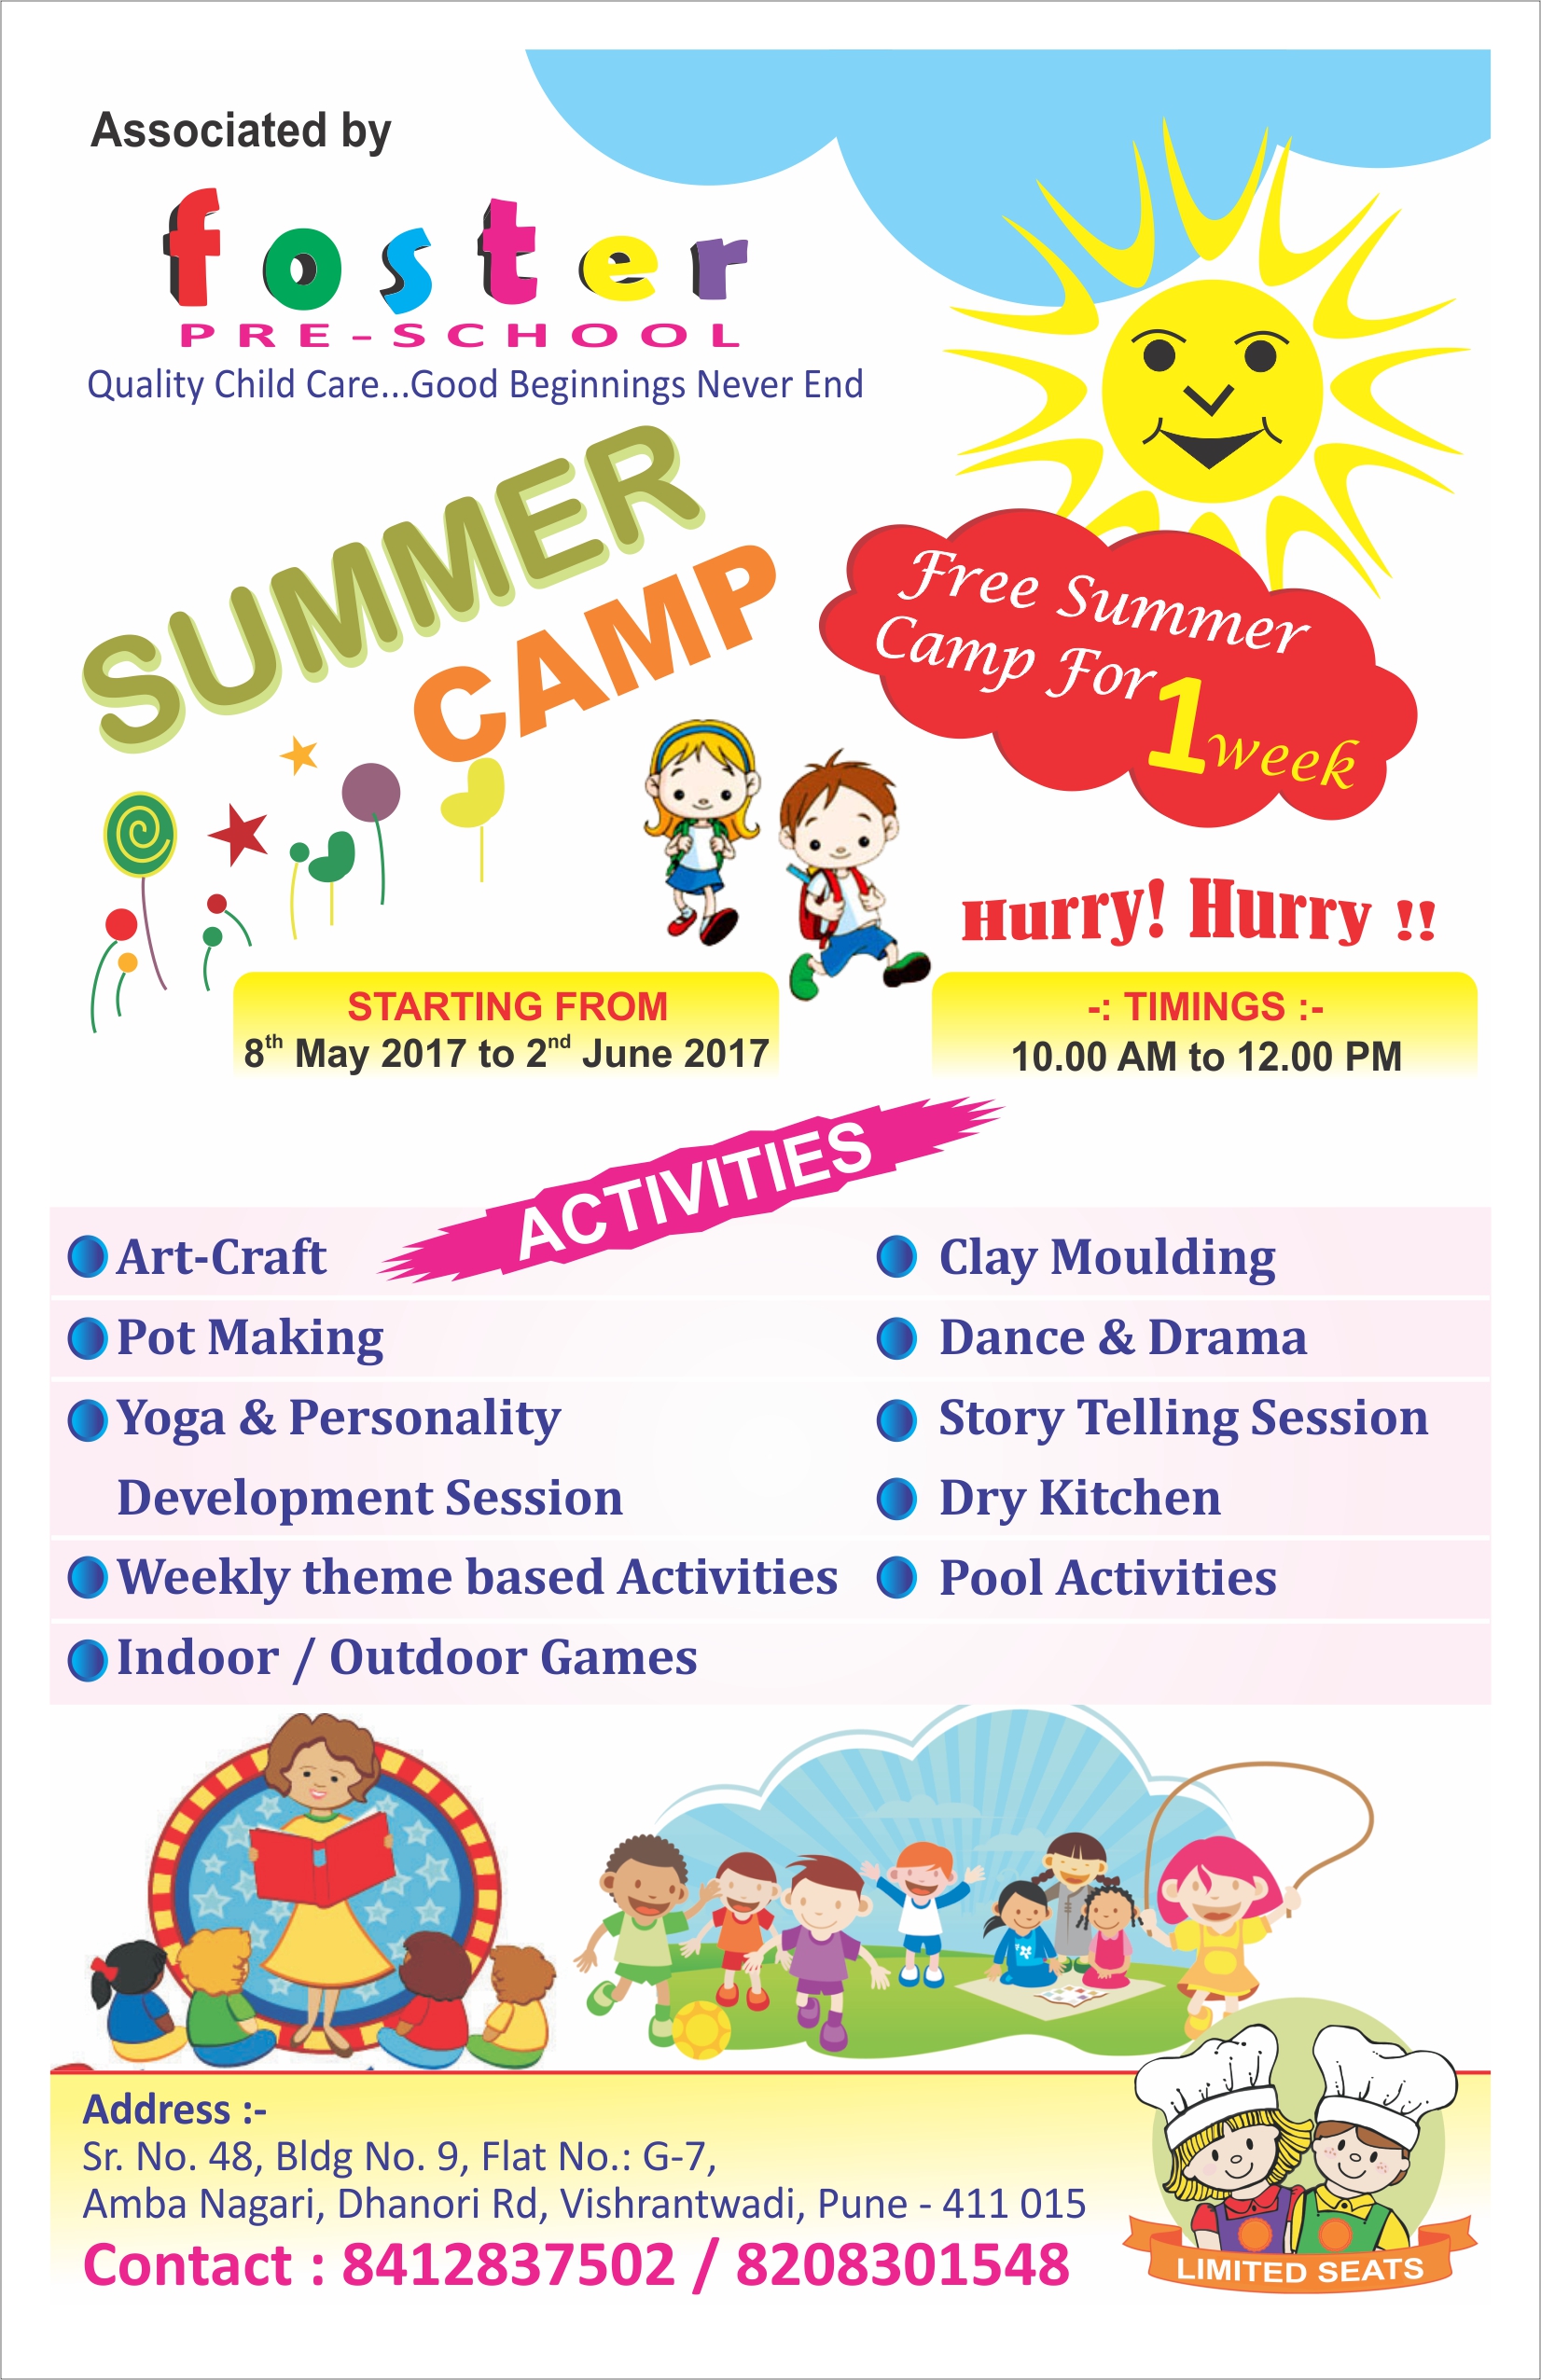 Associated by
foster
PRE-SCHOOL
Quality Child Care...Good Beginnings Never End
SUMMER
CAMP
Free Summer
Camp For 1 week
Hurry! Hurry !!
STARTING FROM
8th May 2017 to 2nd June 2017
-: TIMINGS :-
10.00 AM to 12.00 PM
ACTIVITIES
Art-Craft
Pot Making
Yoga & Personality
Development Session
Weekly theme based Activities
Indoor / Outdoor Games
Clay Moulding
Dance & Drama
Story Telling Session
Dry Kitchen
Pool Activities
Address :-
Sr. No. 48, Bldg No. 9, Flat No.: G-7,
Amba Nagari, Dhanori Rd, Vishrantwadi, Pune - 411 015
Contact : 8412837502 / 8208301548
LIMITED SEATS